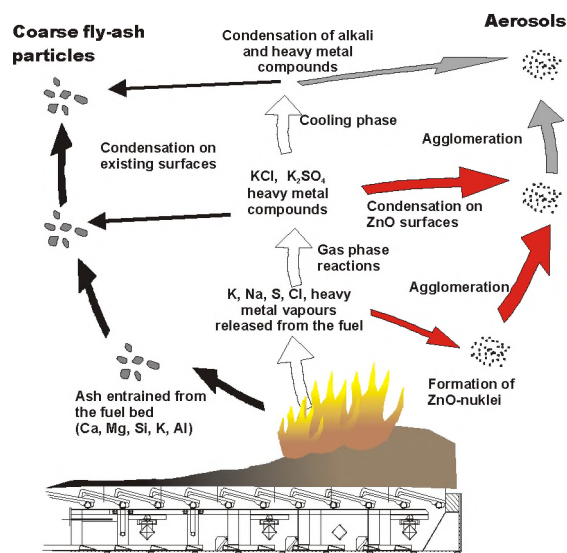 Coarse fly-ash
particles
Condensation of alkali
and heavy metal
compounds
Aerosols
Cooling phase
Condensation on
existing surfaces
Agglomeration
KCl, K₂SO₄
heavy metal
compounds
Condensation on
ZnO surfaces
Gas phase
reactions
Agglomeration
K, Na, S, Cl, heavy
metal vapours
released from the fuel
Formation of
ZnO-nuklei
Ash entrained from
the fuel bed
(Ca, Mg, Si, K, Al)